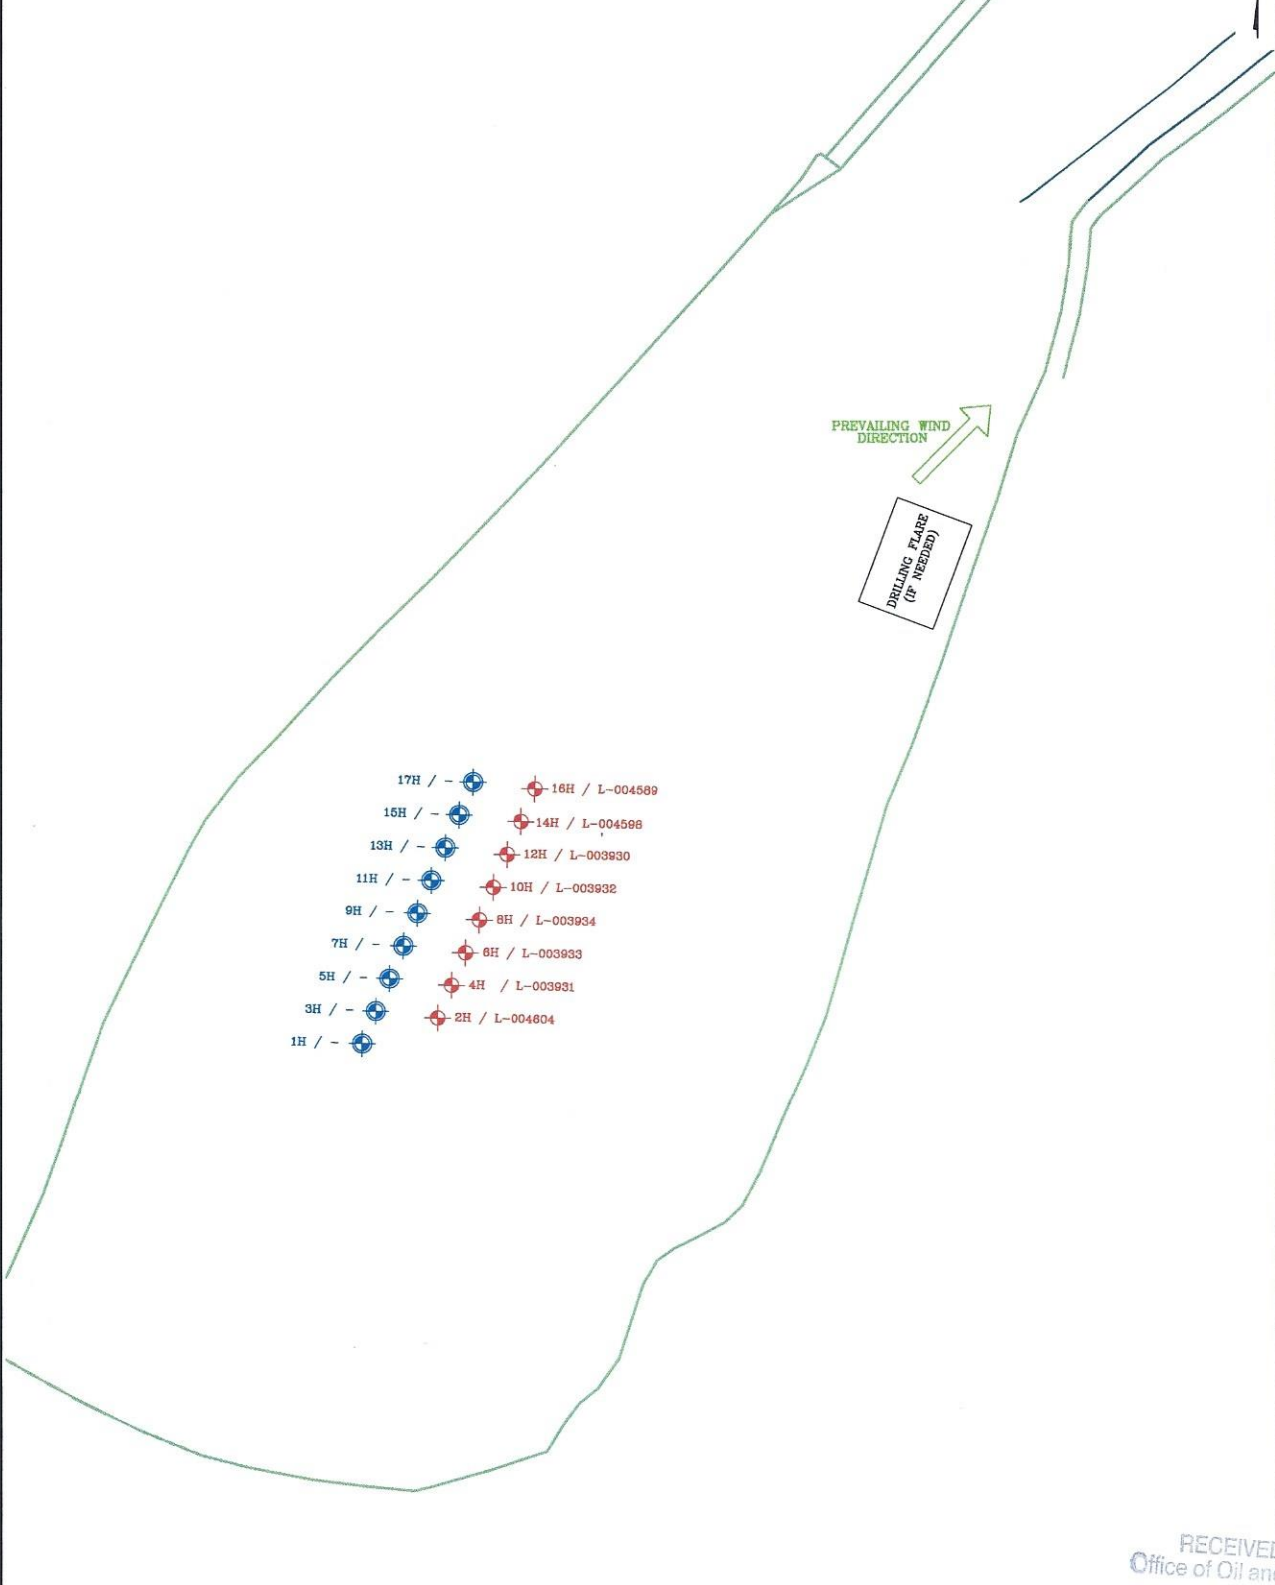 PREVAILING WIND
DIRECTION
DRILLING FLARE
(IF NEEDED)
17H / -
16H / L-004589
15H / -
14H / L-004598
13H / -
12H / L-003930
11H / -
10H / L-003932
9H / -
8H / L-003934
7H / -
6H / L-003933
5H / -
4H / L-003931
3H / -
2H / L-004604
1H / -
RECEIVED
Office of Oil and